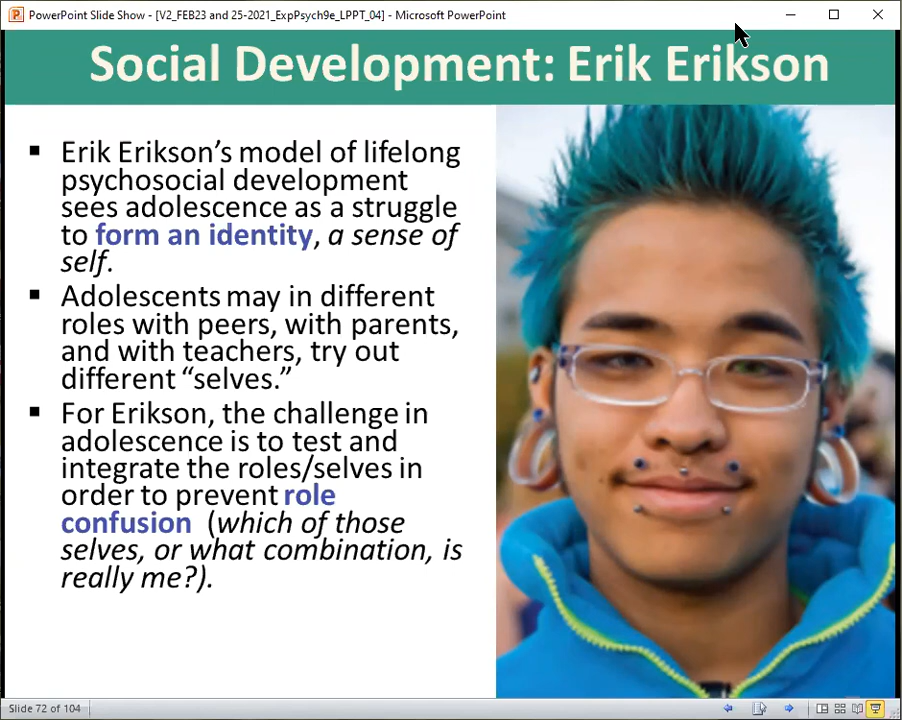 PowerPoint Slide Show - [V2_FEB23 and 25-2021_ExpPsych9e_LPPT_04] - Microsoft PowerPoint
Social Development: Erik Erikson
▪ Erik Erikson’s model of lifelong
psychosocial development
sees adolescence as a struggle
to form an identity, a sense of
self.
▪ Adolescents may in different
roles with peers, with parents,
and with teachers, try out
different “selves.”
▪ For Erikson, the challenge in
adolescence is to test and
integrate the roles/selves in
order to prevent role
confusion (which of those
selves, or what combination, is
really me?).
Slide 72 of 104